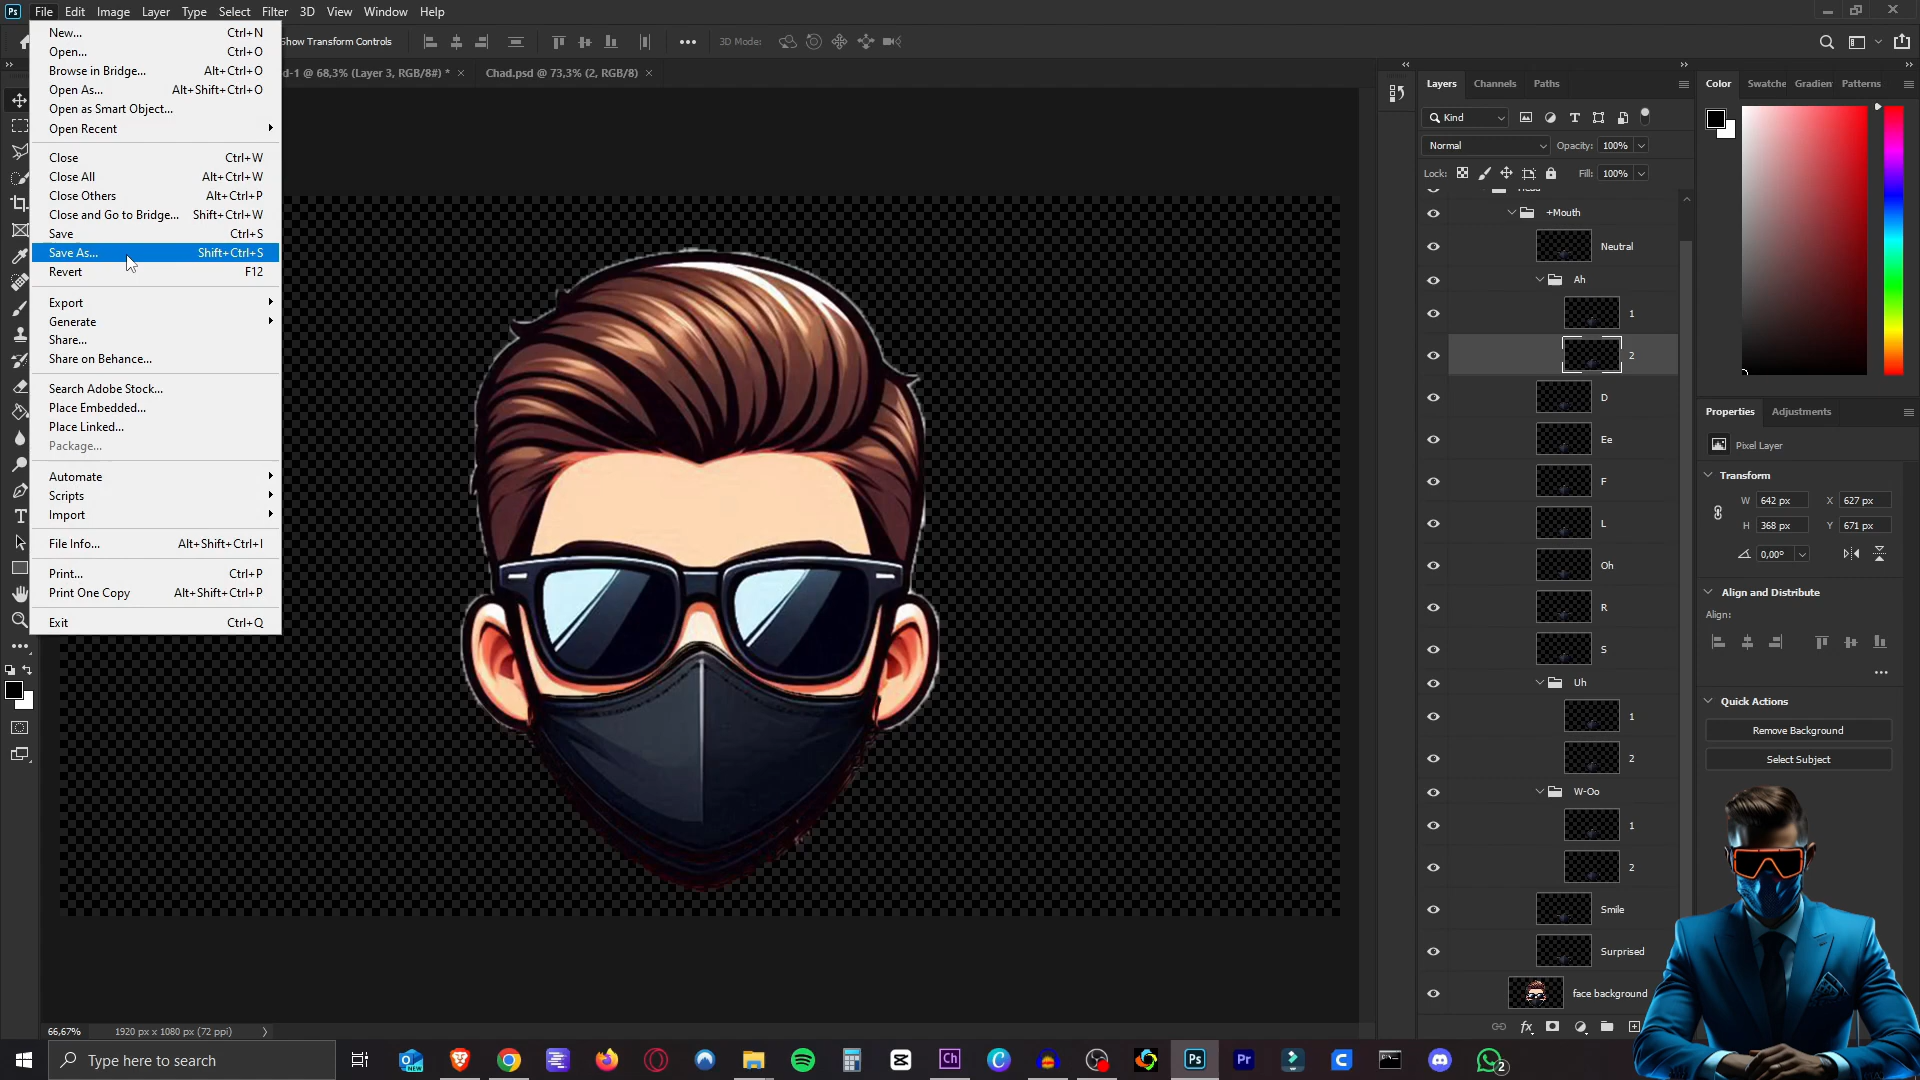 Ps File Edit Image Layer Type Select Filter 3D View Window Help
New... Ctrl+N
Open... Ctrl+O
Browse in Bridge... Alt+Ctrl+O
Open As... Alt+Shift+Ctrl+O
Open as Smart Object...
Open Recent
Close Ctrl+W
Close All Alt+Ctrl+W
Close Others Alt+Ctrl+P
Close and Go to Bridge... Shift+Ctrl+W
Save Ctrl+S
Save As... Shift+Ctrl+S
Revert F12
Export
Generate
Share...
Share on Behance...
Search Adobe Stock...
Place Embedded...
Place Linked...
Package...
Automate
Scripts
Import
File Info... Alt+Shift+Ctrl+I
Print... Ctrl+P
Print One Copy Alt+Shift+Ctrl+P
Exit Ctrl+Q
Show Transform Controls
3D Mode:
d-1 @ 68,3% (Layer 3, RGB/8#) * ×
Chad.psd @ 73,3% (2, RGB/8) ×
66,67% 1920 px x 1080 px (72 ppi)
Layers Channels Paths
Kind
Normal Opacity: 100%
Lock: Fill: 100%
+Mouth
Neutral
Ah
1
2
D
Ee
F
L
Oh
R
S
Uh
1
2
W-Oo
1
2
Smile
Surprised
face background
fx
Color Swatche Gradien Patterns
Properties Adjustments
Pixel Layer
Transform
W 642 px X 627 px
H 368 px Y 671 px
0,00°
Align and Distribute
Align:
Quick Actions
Remove Background
Select Subject
Type here to search
NEW
Ch
Ps
Pr
2